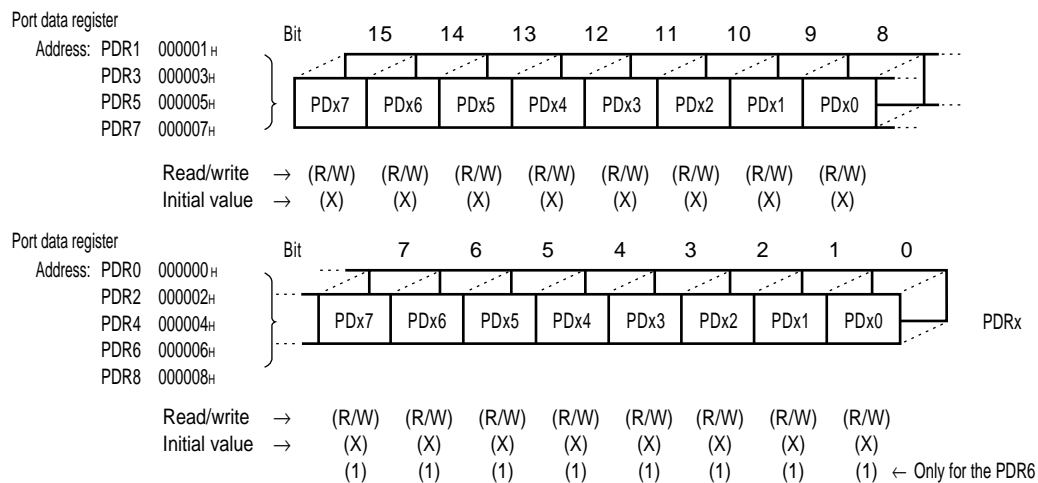 Port data register
Bit 15 14 13 12 11 10 9 8
Address: PDR1 000001H
PDR3 000003H
PDR5 000005H
PDR7 000007H
PDx7 PDx6 PDx5 PDx4 PDx3 PDx2 PDx1 PDx0
Read/write → (R/W) (R/W) (R/W) (R/W) (R/W) (R/W) (R/W) (R/W)
Initial value → (X) (X) (X) (X) (X) (X) (X) (X)
Port data register
Bit 7 6 5 4 3 2 1 0
Address: PDR0 000000H
PDR2 000002H
PDR4 000004H
PDR6 000006H
PDR8 000008H
PDx7 PDx6 PDx5 PDx4 PDx3 PDx2 PDx1 PDx0 PDRx
Read/write → (R/W) (R/W) (R/W) (R/W) (R/W) (R/W) (R/W) (R/W)
Initial value → (X) (X) (X) (X) (X) (X) (X) (X)
(1) (1) (1) (1) (1) (1) (1) (1) ← Only for the PDR6